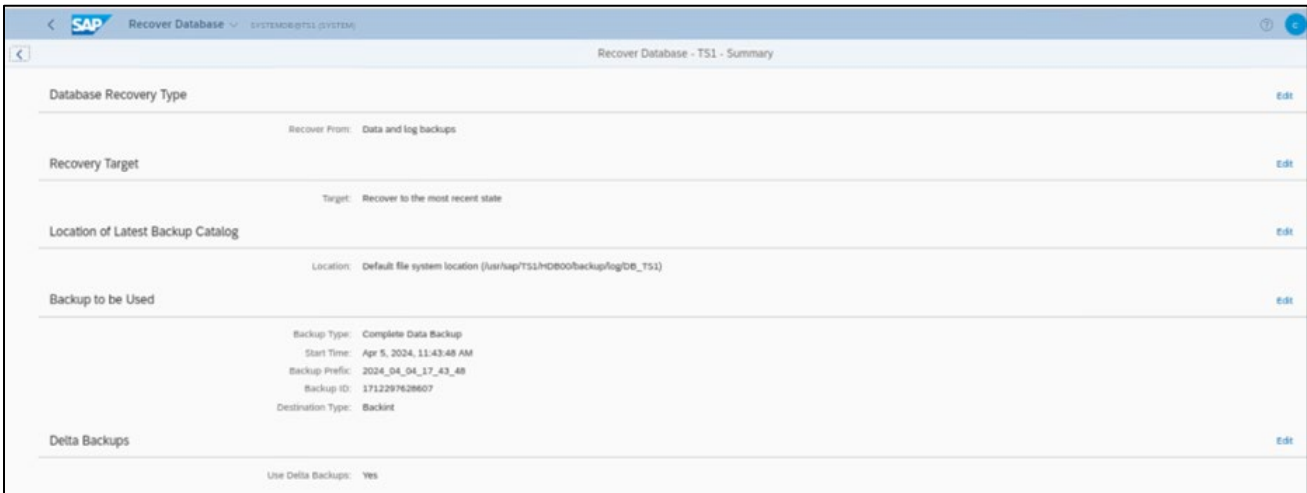 SAP Recover Database SYSTEMDB@TS1 (SYSTEM) ? C
Recover Database - TS1 - Summary
Database Recovery Type Edit
Recover From: Data and log backups
Recovery Target Edit
Target: Recover to the most recent state
Location of Latest Backup Catalog Edit
Location: Default file system location (/usr/sap/TS1/HDB00/backup/log/DB_TS1)
Backup to be Used Edit
Backup Type: Complete Data Backup
Start Time: Apr 5, 2024, 11:43:48 AM
Backup Prefix: 2024_04_04_17_43_48
Backup ID: 1712297628607
Destination Type: Backint
Delta Backups Edit
Use Delta Backups: Yes